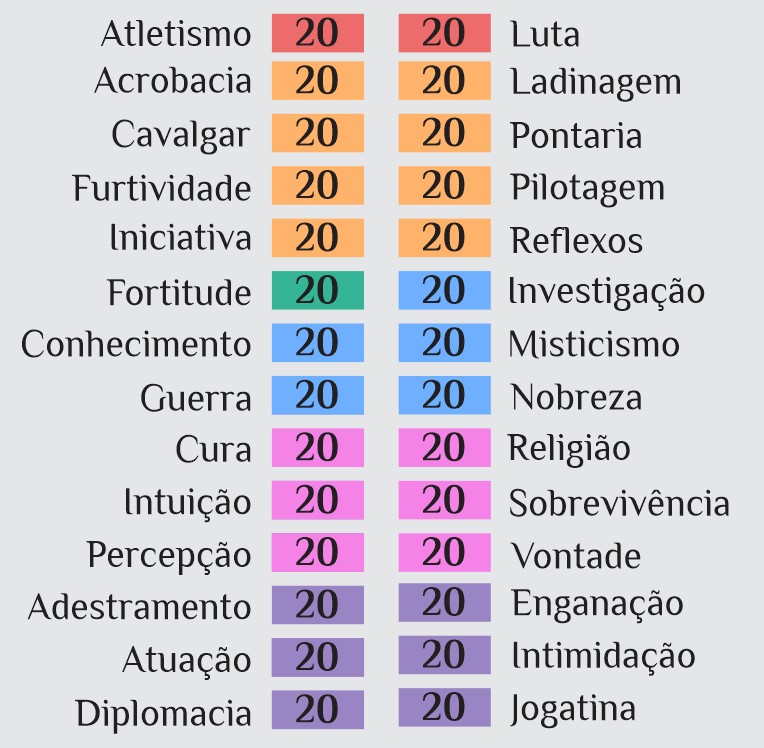 Atletismo 20 20 Luta
Acrobacia 20 20 Ladinagem
Cavalgar 20 20 Pontaria
Furtividade 20 20 Pilotagem
Iniciativa 20 20 Reflexos
Fortitude 20 20 Investigação
Conhecimento 20 20 Misticismo
Guerra 20 20 Nobreza
Cura 20 20 Religião
Intuição 20 20 Sobrevivência
Percepção 20 20 Vontade
Adestramento 20 20 Enganação
Atuação 20 20 Intimidação
Diplomacia 20 20 Jogatina